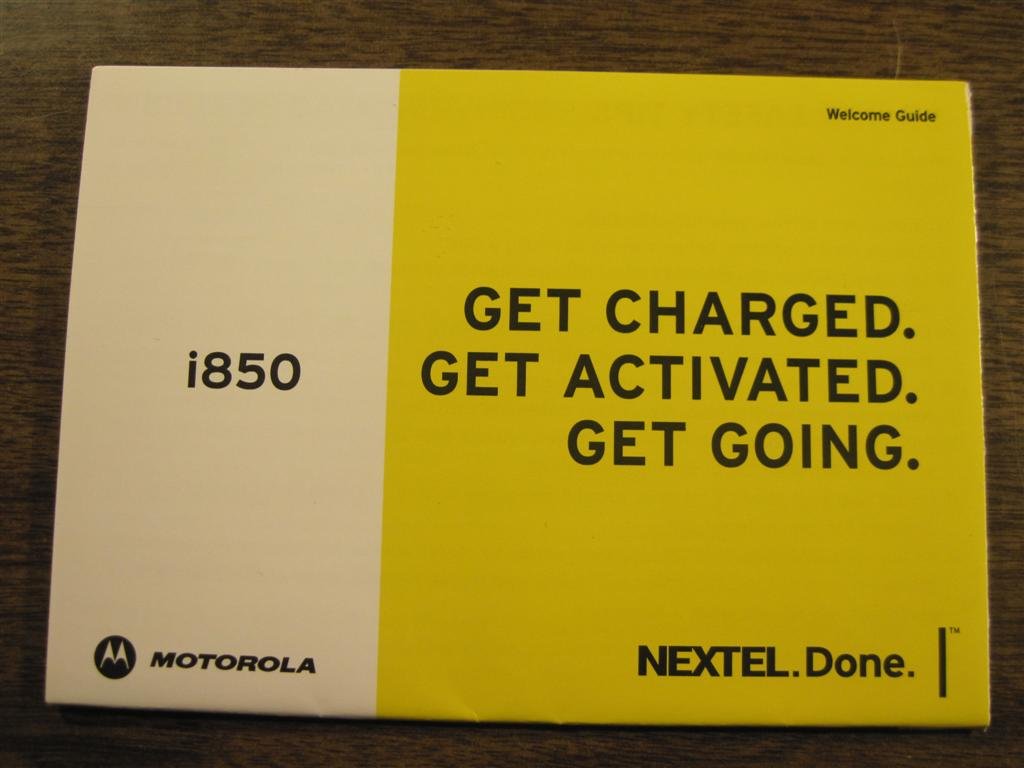 Welcome Guide
i850
GET CHARGED.
GET ACTIVATED.
GET GOING.
MOTOROLA
NEXTEL.Done.™